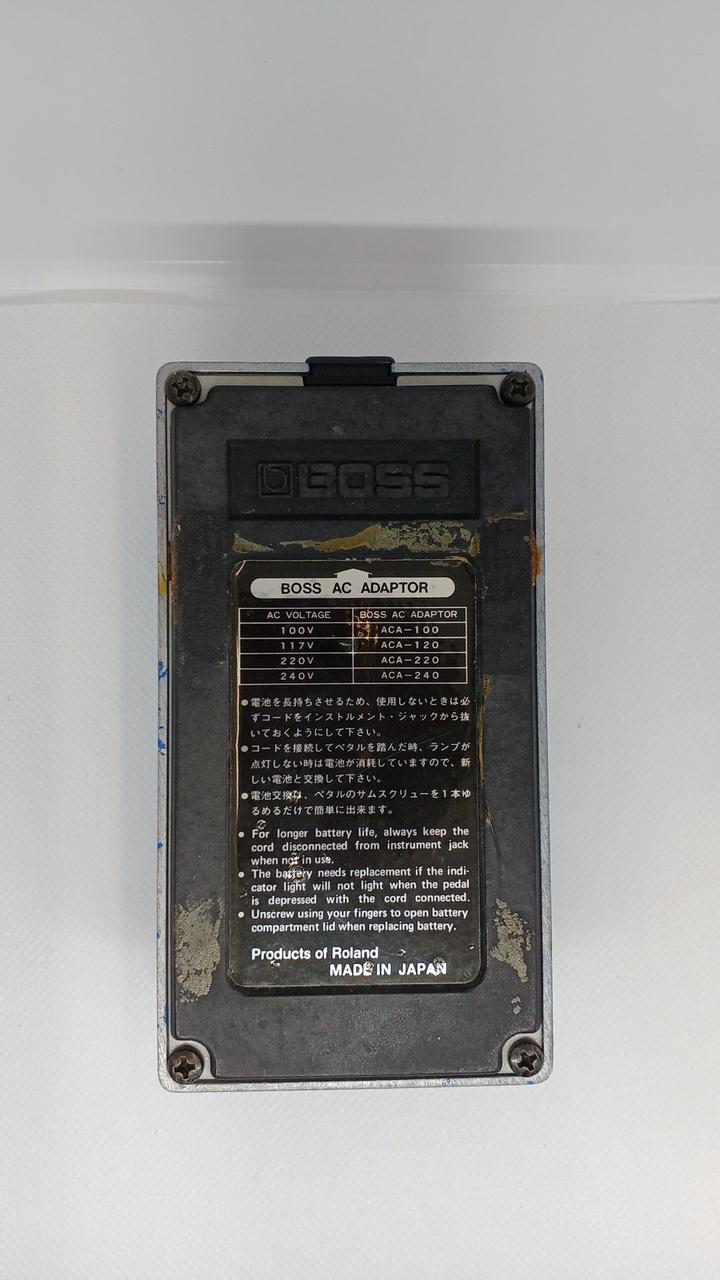 BOSS
BOSS AC ADAPTOR
AC VOLTAGE BOSS AC ADAPTOR
100V ACA-100
117V ACA-120
220V ACA-220
240V ACA-240
●電池を長持ちさせるため、使用しないときは必
ずコードをインストルメント・ジャックから抜
いておくようにして下さい。
●コードを接続してペタルを踏んだ時、ランプが
点灯しない時は電池が消耗していますので、新
しい電池と交換して下さい。
●電池交換は、ペタルのサムスクリューを1本ゆ
るめるだけで簡単に出来ます。
● For longer battery life, always keep the
cord disconnected from instrument jack
when not in use.
● The battery needs replacement if the indi-
cator light will not light when the pedal
is depressed with the cord connected.
● Unscrew using your fingers to open battery
compartment lid when replacing battery.
Products of Roland
MADE IN JAPAN